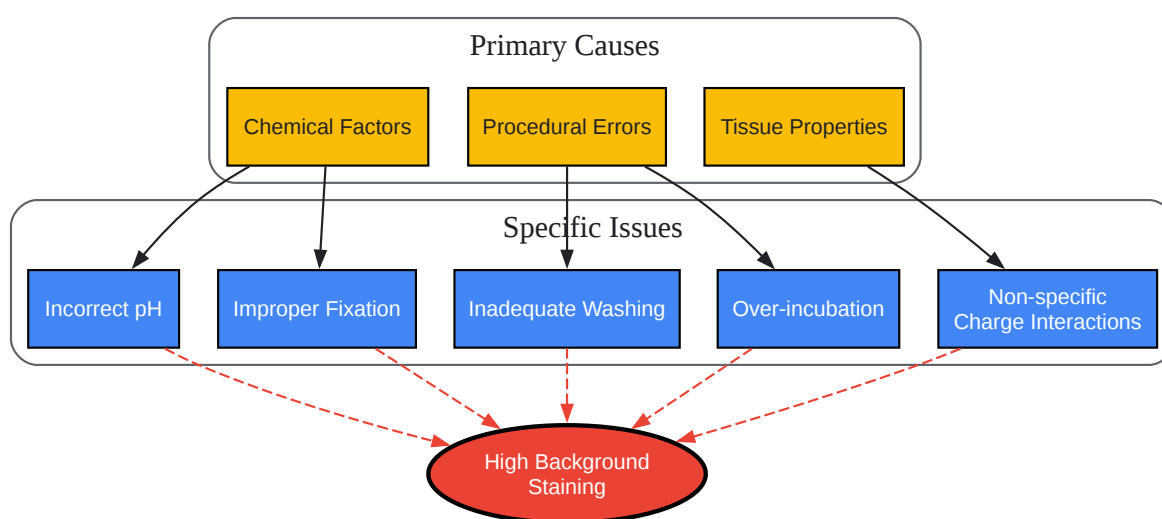 Primary Causes
Chemical Factors
Procedural Errors
Tissue Properties
Specific Issues
Incorrect pH
Improper Fixation
Inadequate Washing
Over-incubation
Non-specific
Charge Interactions
High Background
Staining